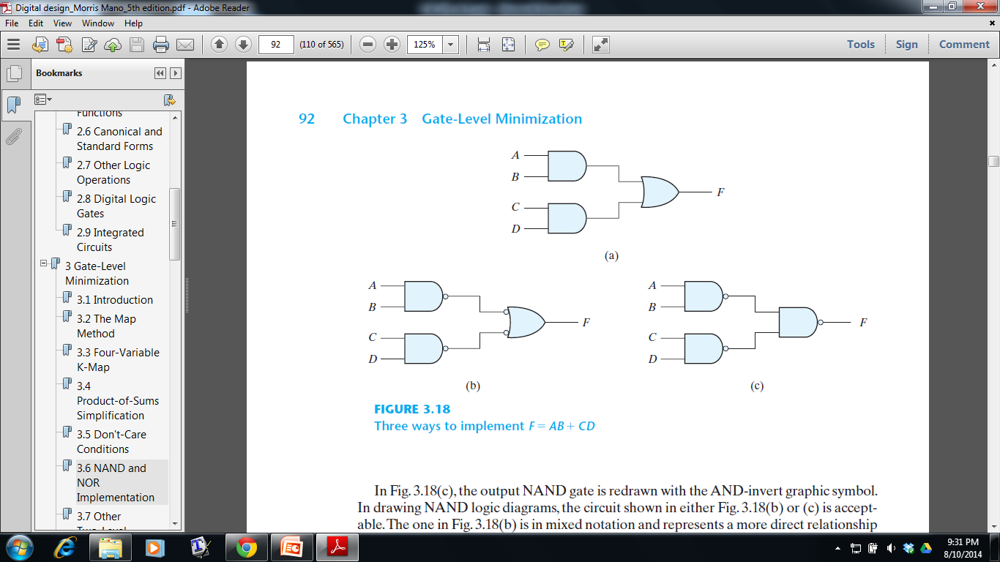 Digital design_Morris Mano_5th edition.pdf - Adobe Reader
File Edit View Window Help
92 (110 of 565) 125% Tools Sign Comment
Bookmarks
Functions
2.6 Canonical and
Standard Forms
2.7 Other Logic
Operations
2.8 Digital Logic
Gates
2.9 Integrated
Circuits
3 Gate-Level
Minimization
3.1 Introduction
3.2 The Map
Method
3.3 Four-Variable
K-Map
3.4
Product-of-Sums
Simplification
3.5 Don't-Care
Conditions
3.6 NAND and
NOR
Implementation
3.7 Other
Two-Level
92 Chapter 3 Gate-Level Minimization
A
B
F
C
D
(a)
A
B
F
C
D
(b)
A
B
F
C
D
(c)
FIGURE 3.18
Three ways to implement F = AB + CD
In Fig. 3.18(c), the output NAND gate is redrawn with the AND-invert graphic symbol.
In drawing NAND logic diagrams, the circuit shown in either Fig. 3.18(b) or (c) is accept-
able. The one in Fig. 3.18(b) is in mixed notation and represents a more direct relationship
9:31 PM
8/10/2014